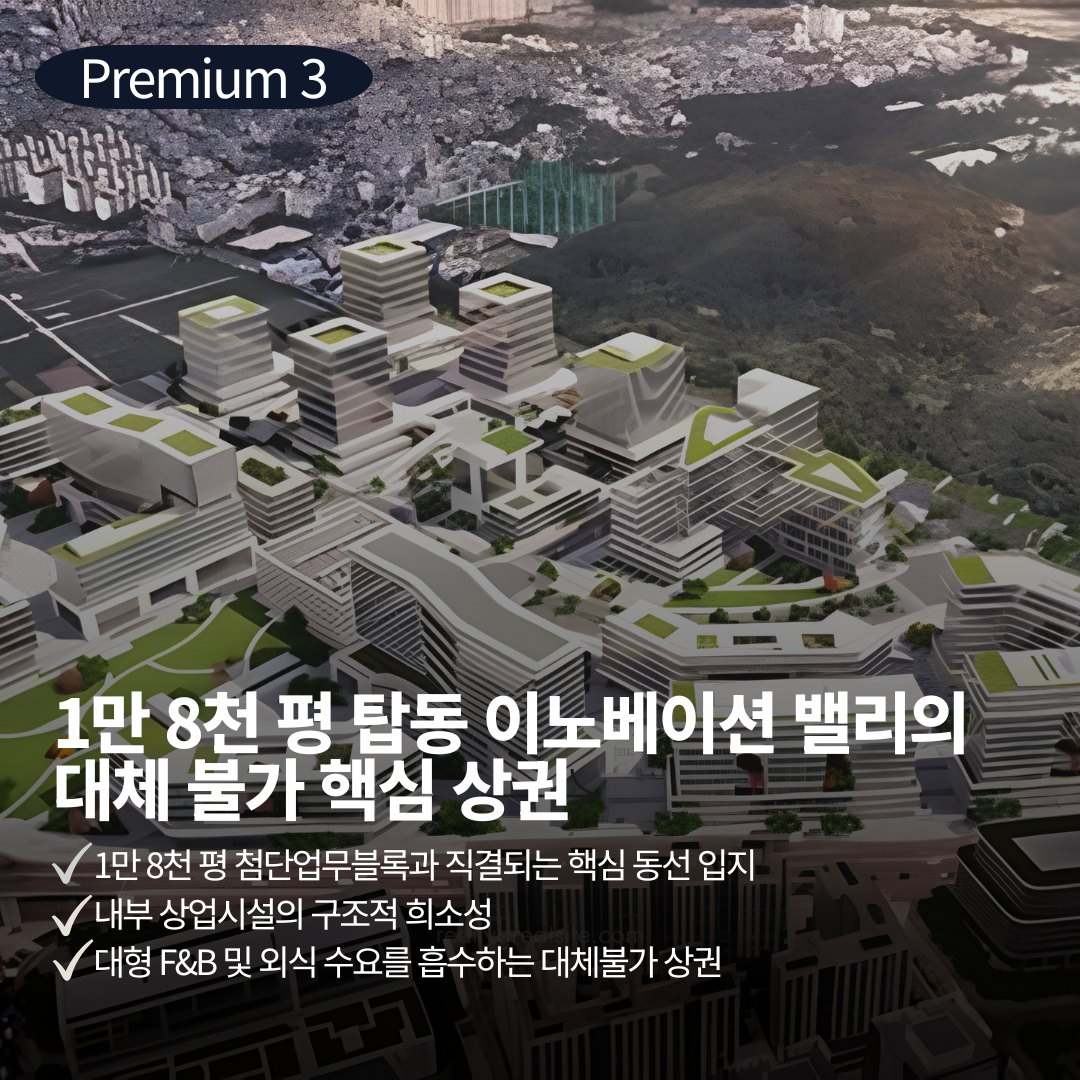 Premium 3
1만 8천 평 탑동 이노베이션 밸리의
대체 불가 핵심 상권
1만 8천 평 첨단업무블록과 직결되는 핵심 동선 입지
내부 상업시설의 구조적 희소성
대형 F&B 및 외식 수요를 흡수하는 대체불가 상권